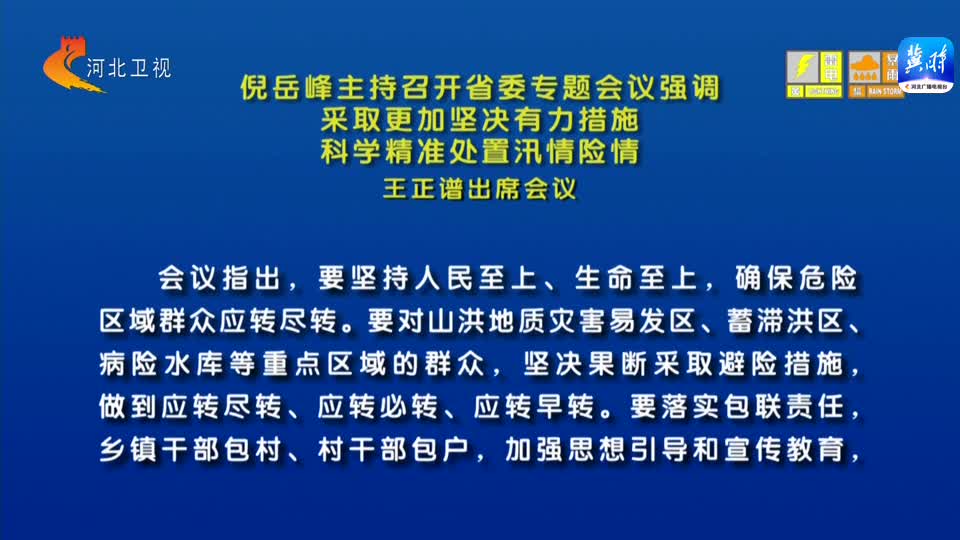 河北卫视
雷电
黄 LIGHTNING
暴雨
橙 RAIN STORM
冀时
河北广播电视台
倪岳峰主持召开省委专题会议强调
采取更加坚决有力措施
科学精准处置汛情险情
王正谱出席会议
会议指出，要坚持人民至上、生命至上，确保危险
区域群众应转尽转。要对山洪地质灾害易发区、蓄滞洪区、
病险水库等重点区域的群众，坚决果断采取避险措施，
做到应转尽转、应转必转、应转早转。要落实包联责任，
乡镇干部包村、村干部包户，加强思想引导和宣传教育，